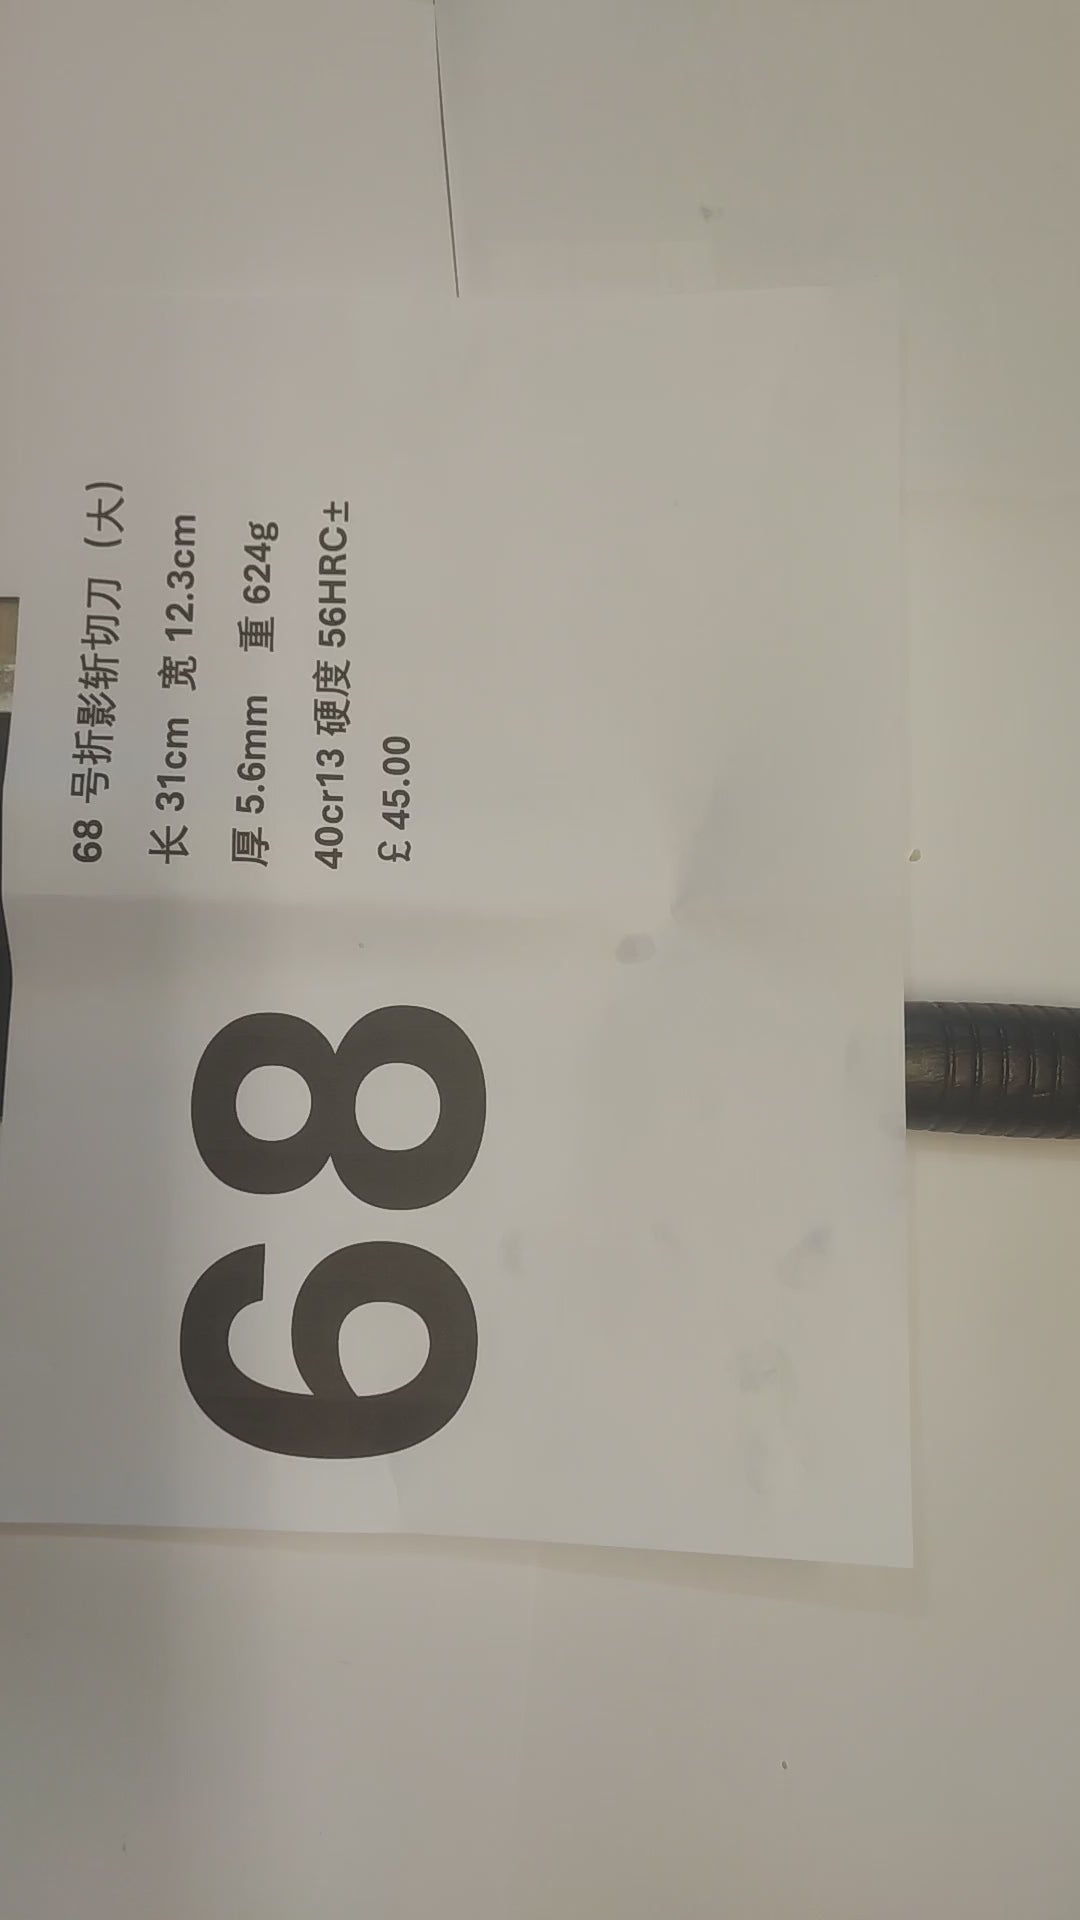 68 号折影斩切刀（大）
长 31cm 宽 12.3cm
厚 5.6mm 重 624g
40cr13 硬度 56HRC±
£ 45.00
68